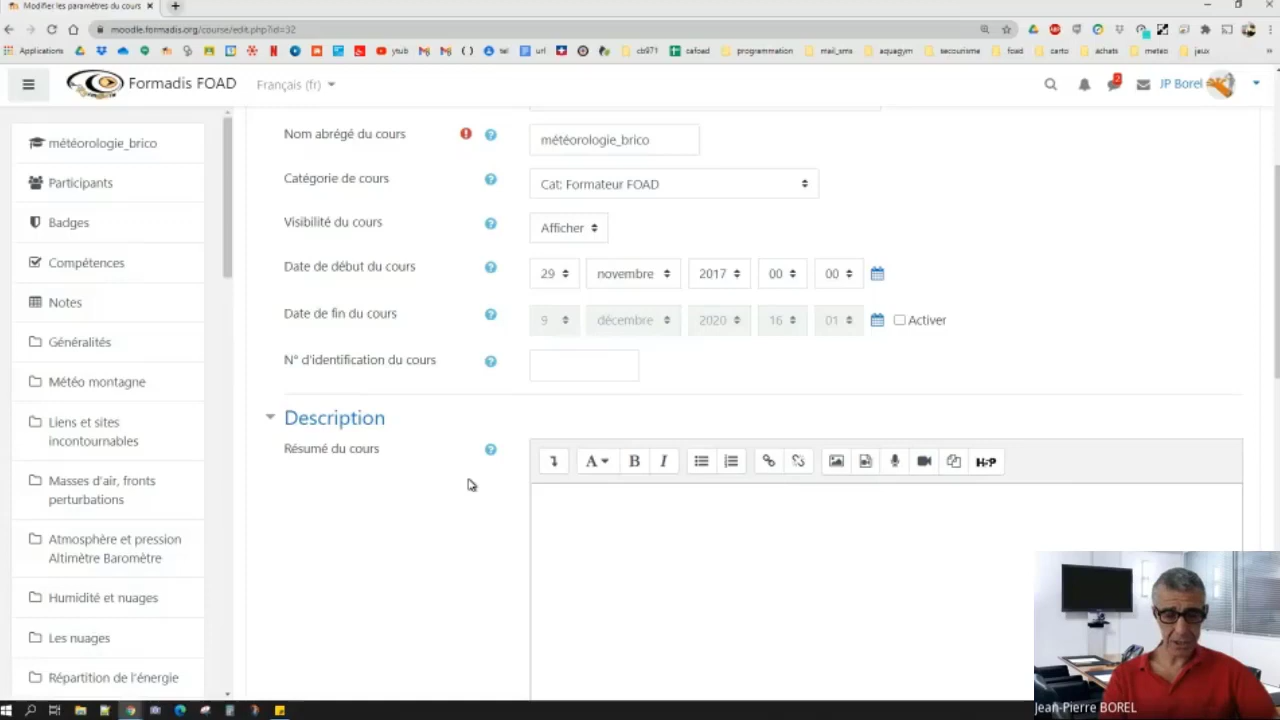 Modifier les paramètres du cours
moodle.formadis.org/course/edit.php?id=32
Applications
ytub
tel
url
cb971
cafoad
programmation
mail_sms
aquagym
secourisme
foad
carto
achats
meteo
jeux
Formadis FOAD
Français (fr)
2
JP Borel
météorologie_brico
Participants
Badges
Compétences
Notes
Généralités
Météo montagne
Liens et sites
incontournables
Masses d'air, fronts
perturbations
Atmosphère et pression
Altimètre Baromètre
Humidité et nuages
Les nuages
Répartition de l'énergie
Nom abrégé du cours
météorologie_brico
Catégorie de cours
Cat: Formateur FOAD
Visibilité du cours
Afficher
Date de début du cours
29 novembre 2017 00 00
Date de fin du cours
9 décembre 2020 16 01 Activer
N° d'identification du cours
Description
Résumé du cours
A B I H-P
Jean-Pierre BOREL